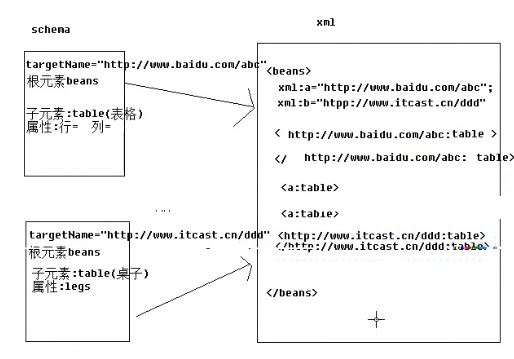 schema
targetName="http://www.baidu.com/abc"
根元素beans
子元素:table(表格)
属性:行= 列=
targetName="http://www.itcast.cn/ddd"
根元素beans
子元素:table(桌子)
属性:legs
xml
<beans>
xml:a="http://www.baidu.com/abc";
xml:b="htpp://www.itcast.cn/ddd"
< http://www.baidu.com/abc:table >
</ http://www.baidu.com/abc: table>
<a:table>
<a:table>
<http://www.itcast.cn/ddd:table>
</http://www.itcast.cn/ddd:table>
</beans>